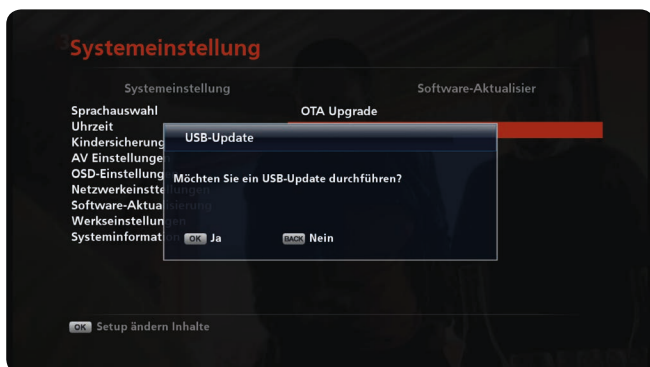 Systemeinstellung
Systemeinstellung
Software-Aktualisier
Sprachauswahl
OTA Upgrade
Uhrzeit
Kindersicherung
USB-Update
AV Einstellungen
OSD-Einstellung
Möchten Sie ein USB-Update durchführen?
Netzwerkeinsttellungen
Software-Aktualisierung
Werkseinstellungen
Systeminformation
OK Ja
BACK Nein
OK Setup ändern Inhalte